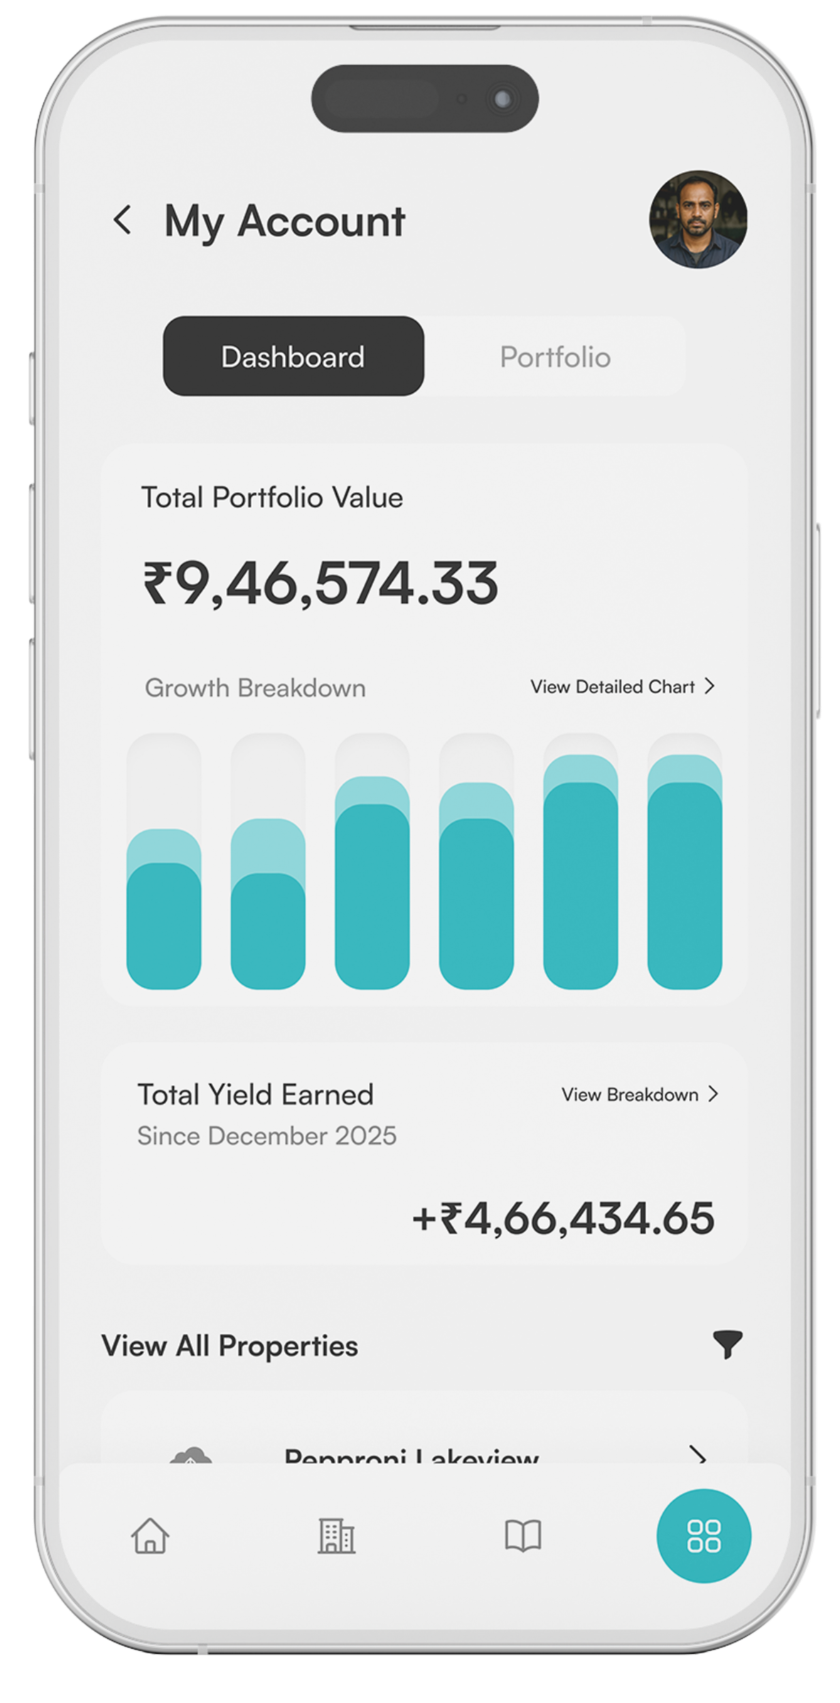 My Account
Dashboard
Portfolio
Total Portfolio Value
₹9,46,574.33
Growth Breakdown
View Detailed Chart
Total Yield Earned
View Breakdown
Since December 2025
+₹4,66,434.65
View All Properties
Pepproni Lakeview